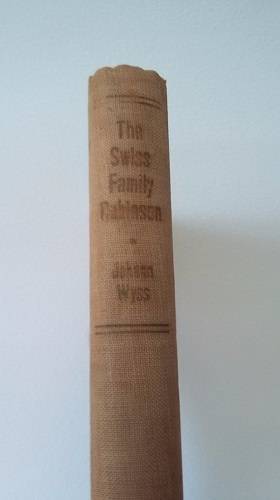 The
Swiss
Family
Robinson
Johann
Wyss